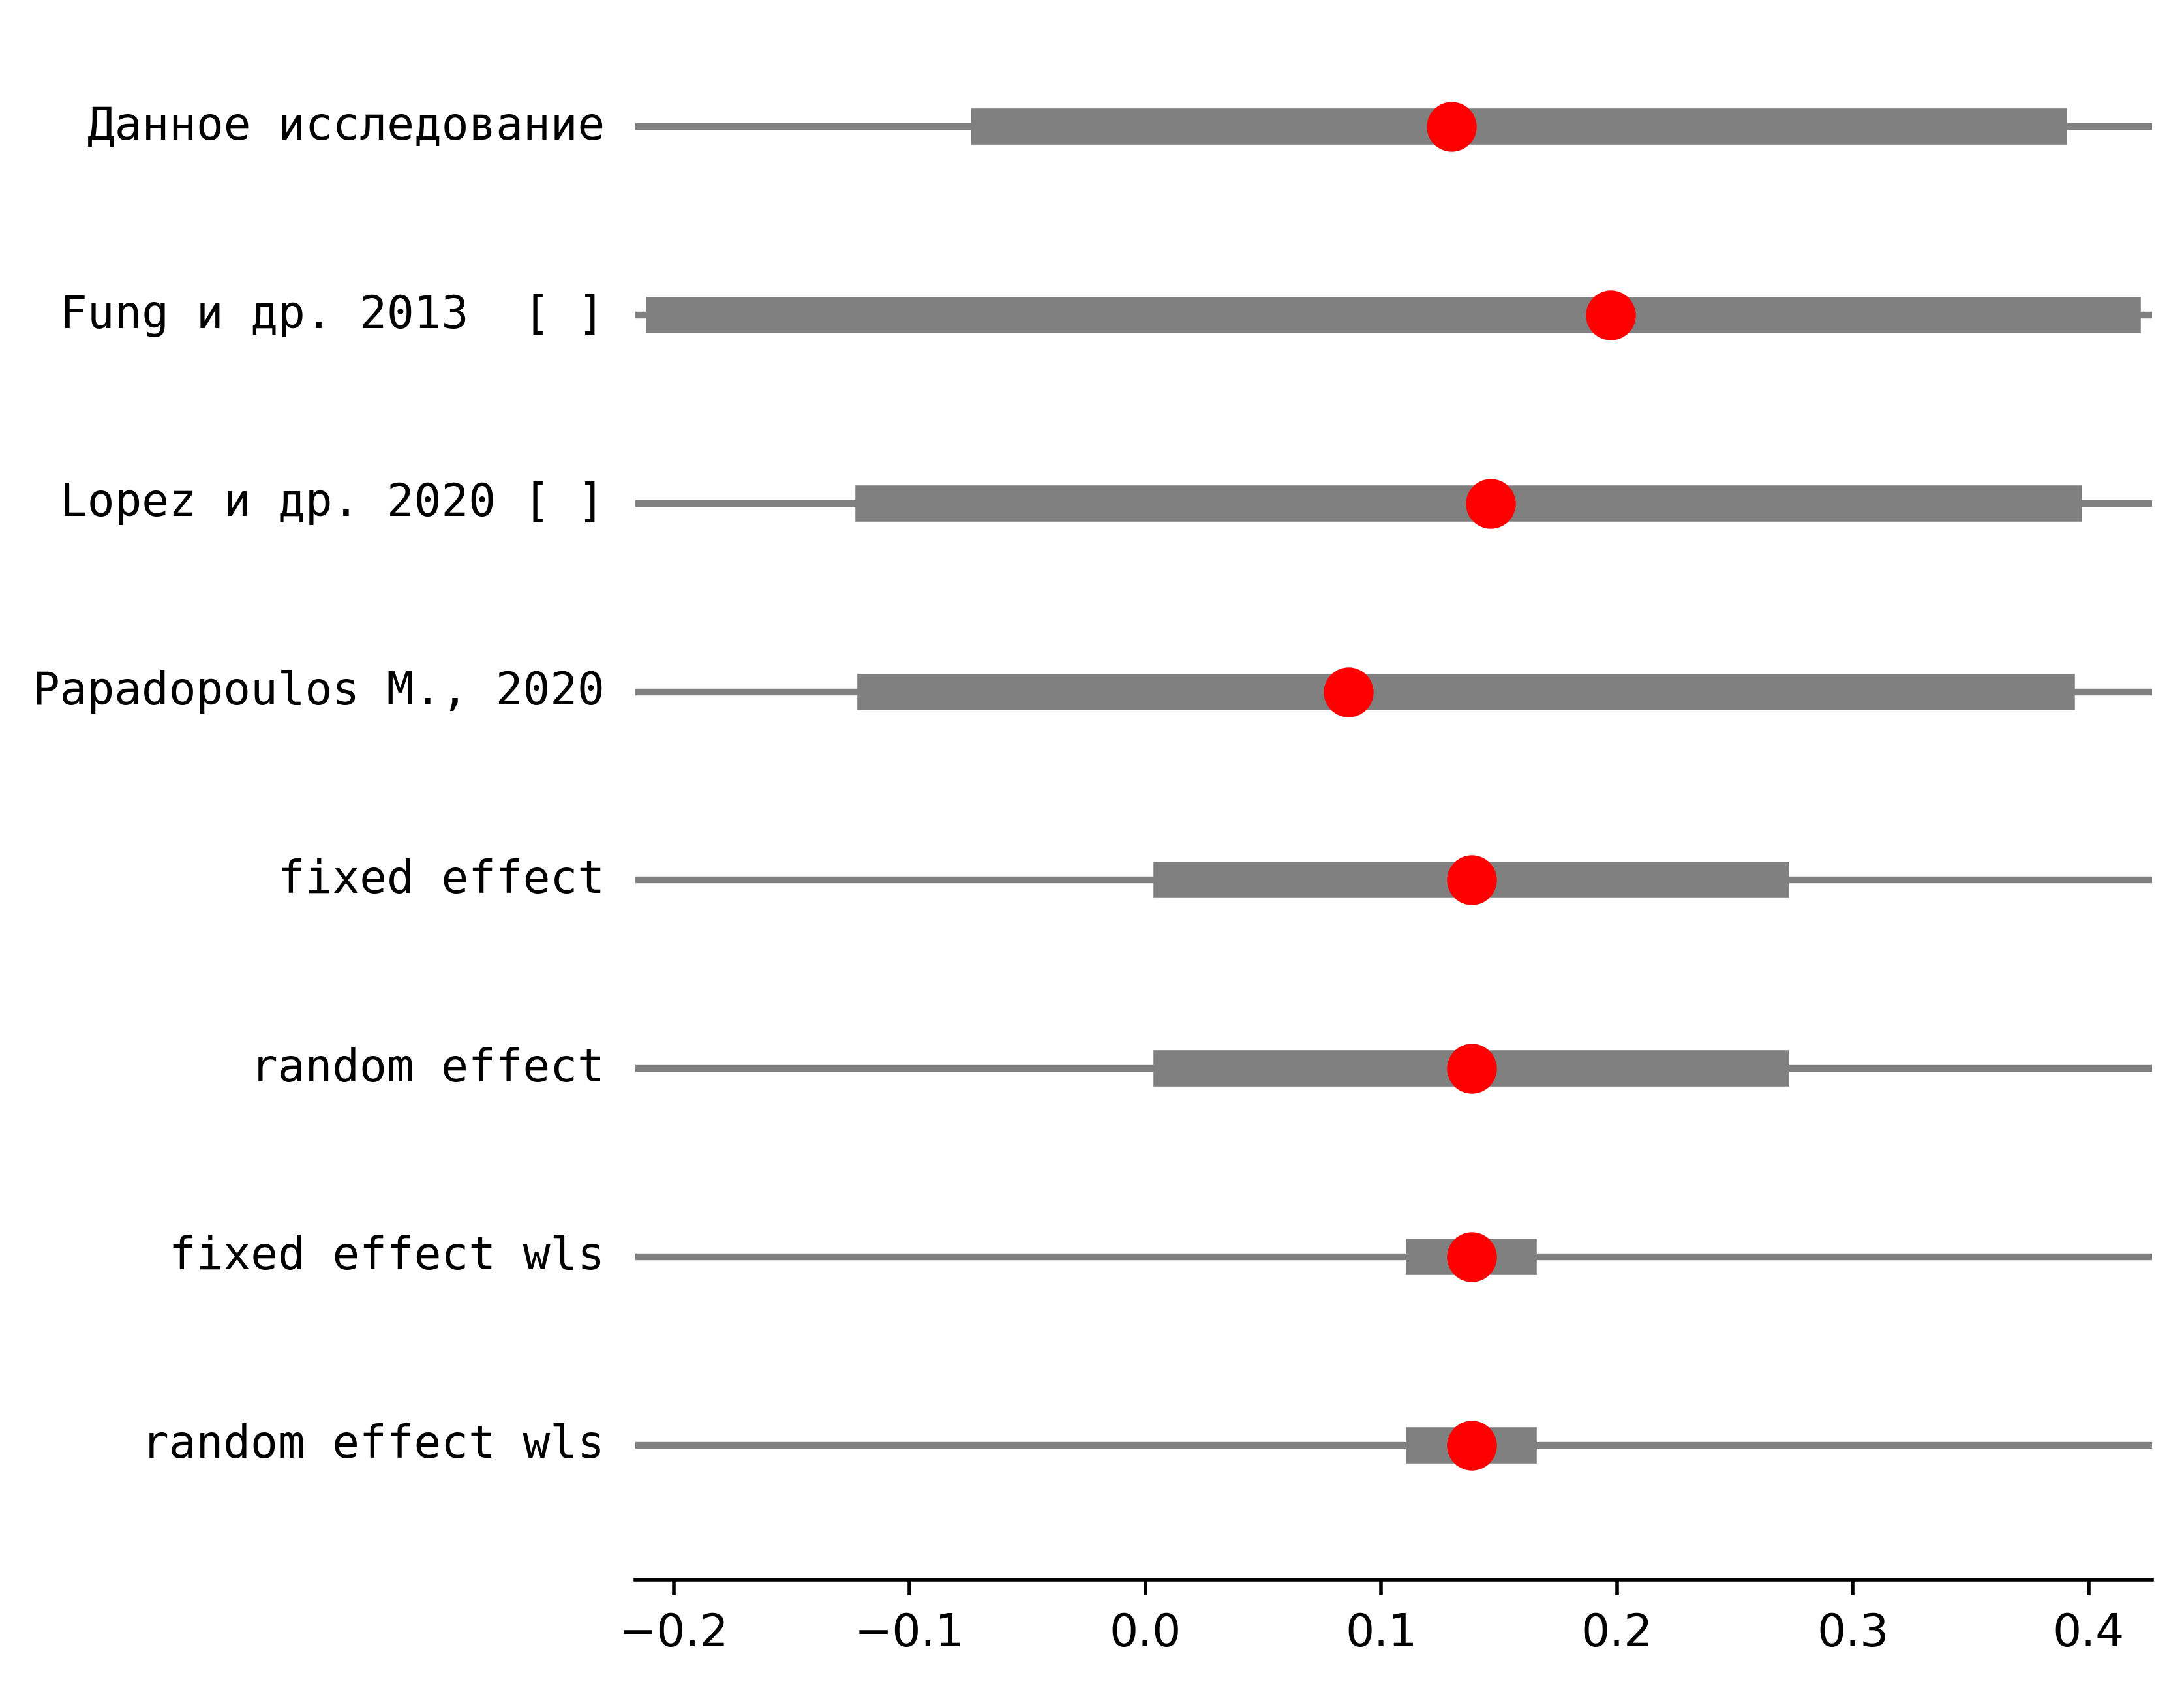 Данное исследование
Fung и др. 2013  [ ]
Lopez и др. 2020 [ ]
Papadopoulos M., 2020
fixed effect
random effect
fixed effect wls
random effect wls
−0.2 −0.1 0.0 0.1 0.2 0.3 0.4